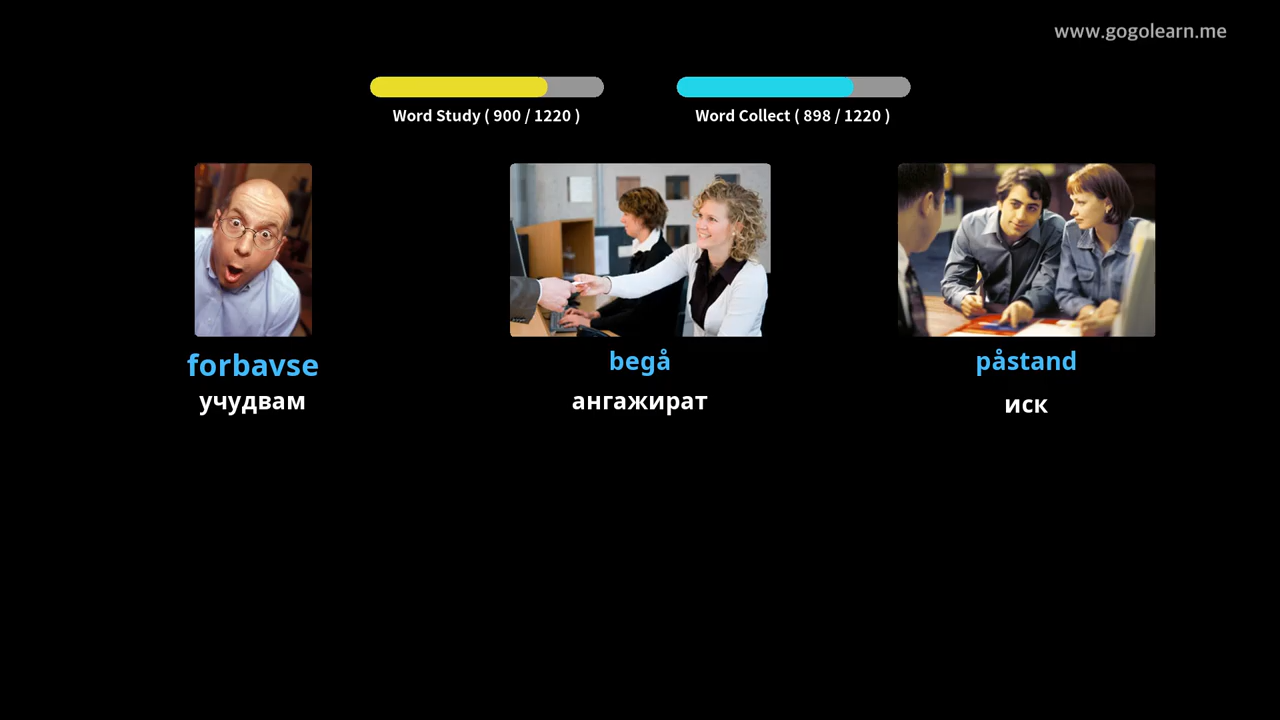 www.gogolearn.me
Word Study ( 900 / 1220 )
Word Collect ( 898 / 1220 )
forbavse
begå
påstand
учудвам
ангажират
иск